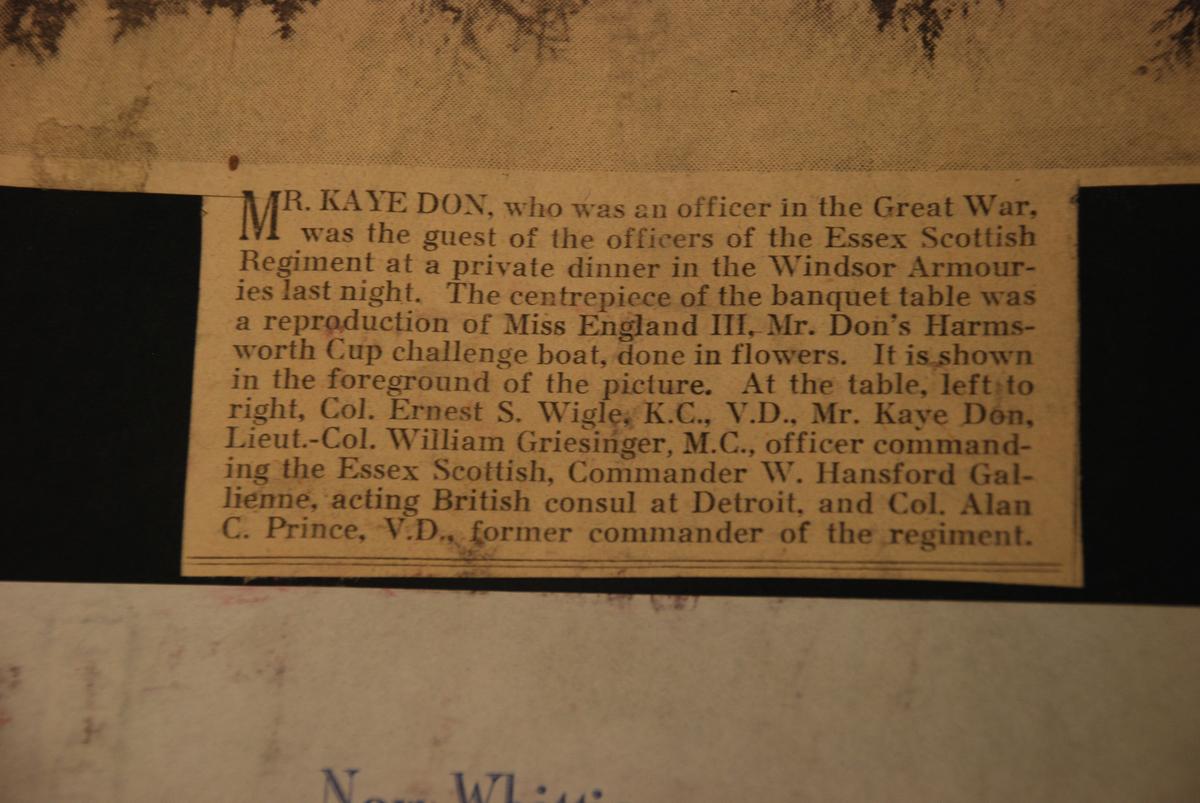 MR. KAYE DON, who was an officer in the Great War,
was the guest of the officers of the Essex Scottish
Regiment at a private dinner in the Windsor Armour-
ies last night. The centrepiece of the banquet table was
a reproduction of Miss England III, Mr. Don's Harms-
worth Cup challenge boat, done in flowers. It is shown
in the foreground of the picture. At the table, left to
right, Col. Ernest S. Wigle, K.C., V.D., Mr. Kaye Don,
Lieut.-Col. William Griesinger, M.C., officer command-
ing the Essex Scottish, Commander W. Hansford Gal-
lienne, acting British consul at Detroit, and Col. Alan
C. Prince, V.D., former commander of the regiment.